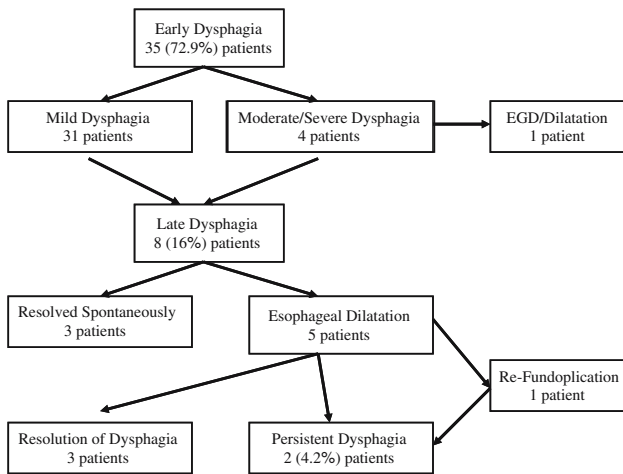 Early Dysphagia
35 (72.9%) patients
Mild Dysphagia
31 patients
Moderate/Severe Dysphagia
4 patients
EGD/Dilatation
1 patient
Late Dysphagia
8 (16%) patients
Resolved Spontaneously
3 patients
Esophageal Dilatation
5 patients
Re-Fundoplication
1 patient
Resolution of Dysphagia
3 patients
Persistent Dysphagia
2 (4.2%) patients